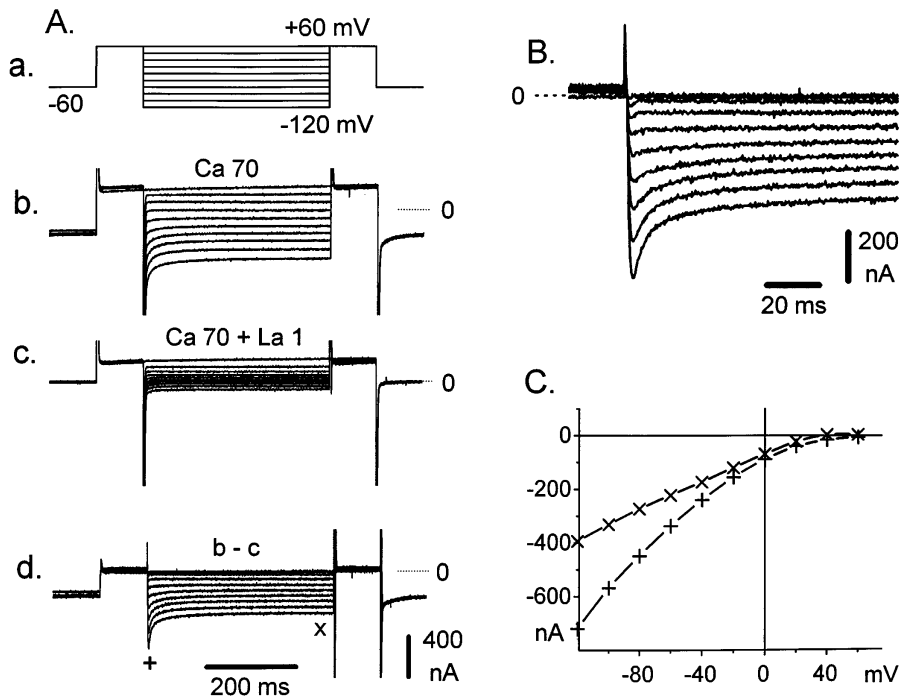 A.
a.
+60 mV
-60
-120 mV
b.
Ca 70
0
c.
Ca 70 + La 1
0
d.
b - c
0
+
x
200 ms
400
nA
B.
0
200
nA
20 ms
C.
0
-200
-400
-600
nA
-80
-40
0
40
mV